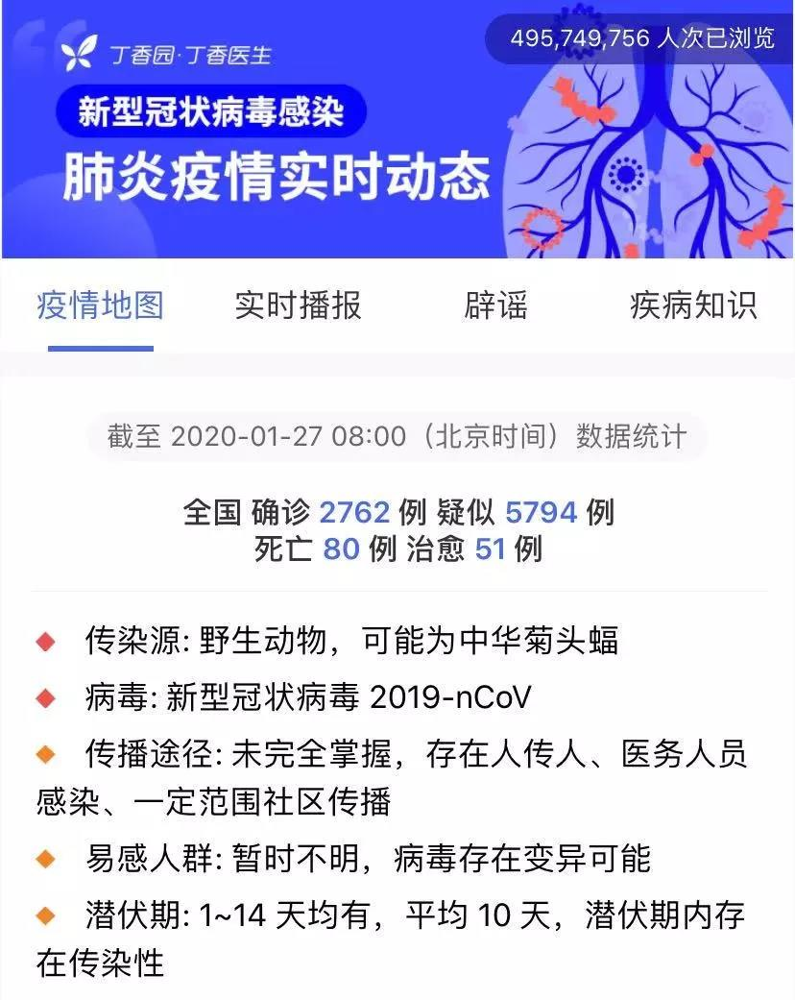 丁香园·丁香医生
495,749,756 人次已浏览
新型冠状病毒感染
肺炎疫情实时动态
疫情地图 实时播报 辟谣 疾病知识
截至 2020-01-27 08:00（北京时间）数据统计
全国 确诊 2762 例 疑似 5794 例
死亡 80 例 治愈 51 例
传染源: 野生动物，可能为中华菊头蝠
病毒: 新型冠状病毒 2019-nCoV
传播途径: 未完全掌握，存在人传人、医务人员
感染、一定范围社区传播
易感人群: 暂时不明，病毒存在变异可能
潜伏期: 1~14 天均有，平均 10 天，潜伏期内存
在传染性